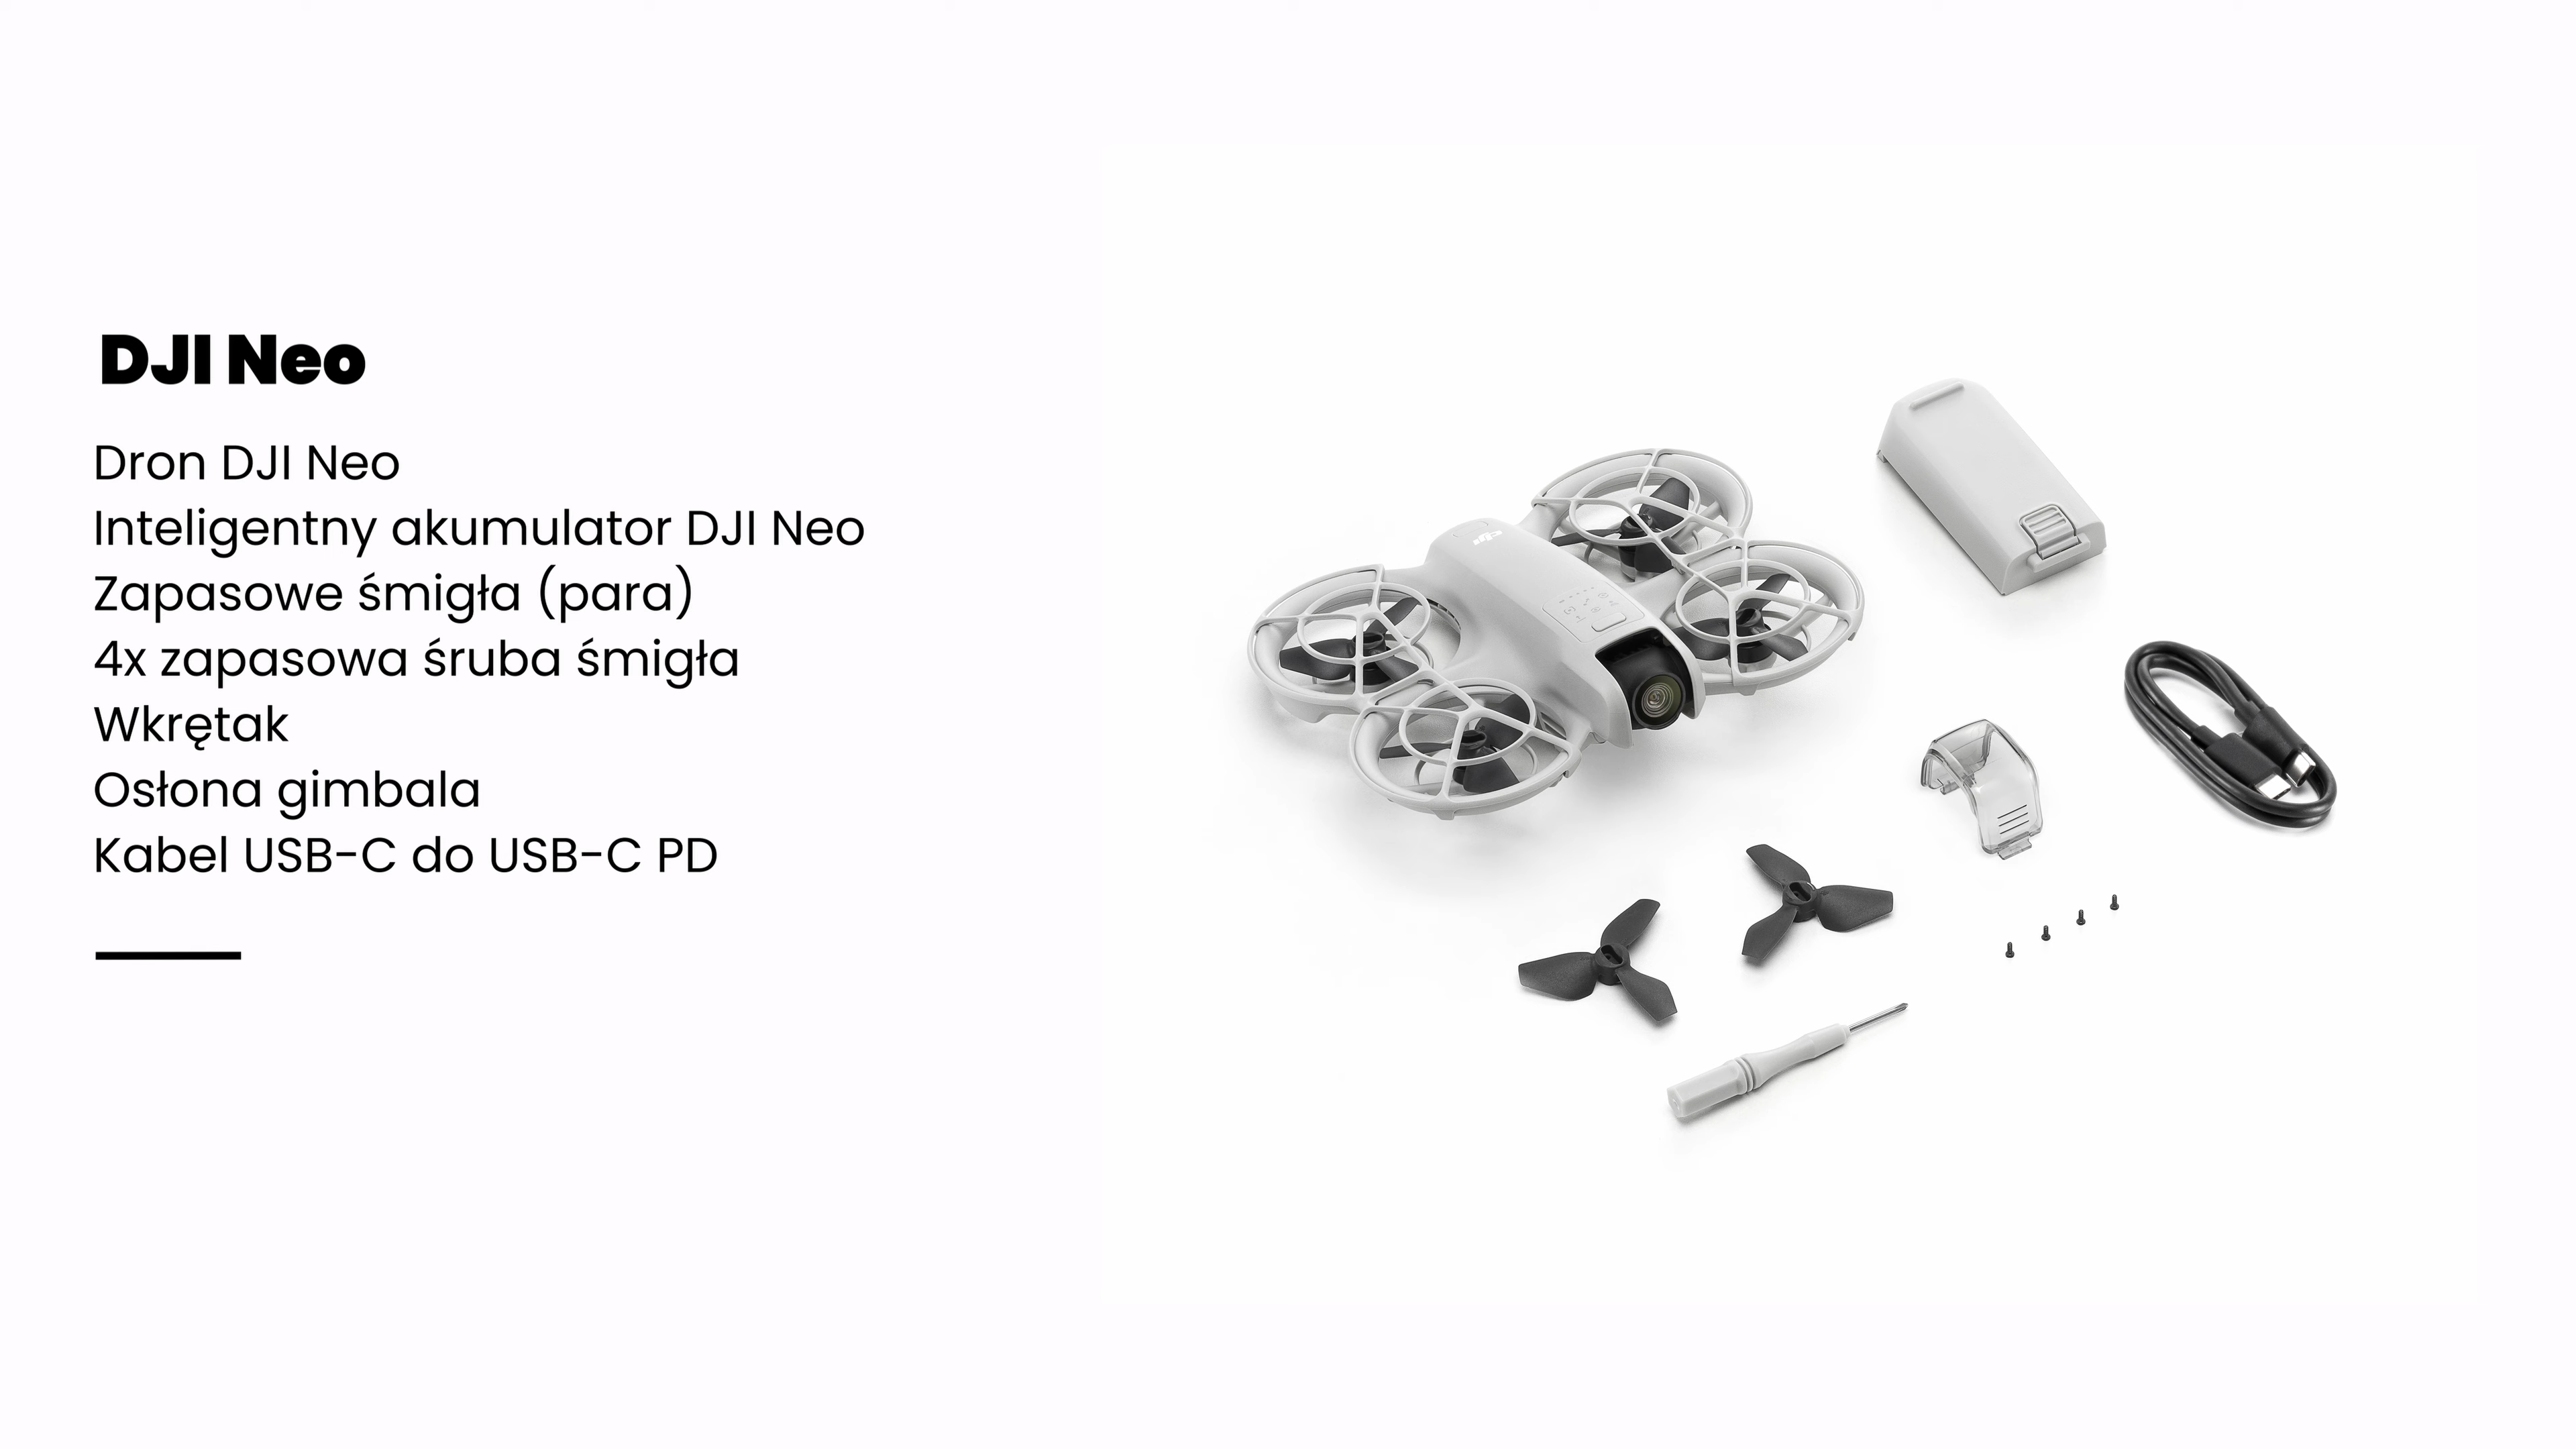 DJI Neo
Dron DJI Neo
Inteligentny akumulator DJI Neo
Zapasowe śmigła (para)
4x zapasowa śruba śmigła
Wkrętak
Osłona gimbala
Kabel USB-C do USB-C PD